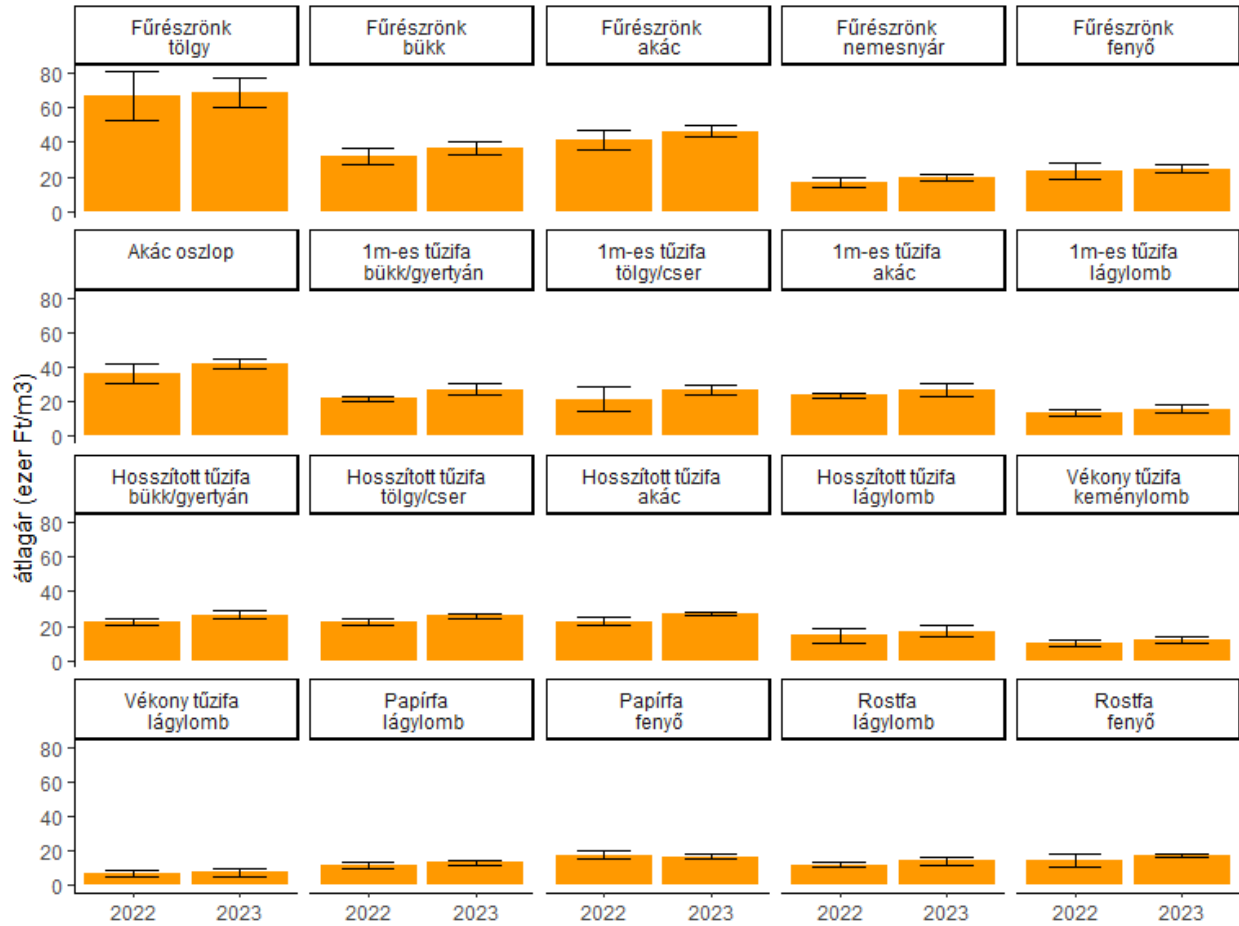 Fűrészrönk
tölgy
Fűrészrönk
bükk
Fűrészrönk
akác
Fűrészrönk
nemesnyár
Fűrészrönk
fenyő
80
60
40
20
0
Akác oszlop
1m-es tűzifa
bükk/gyertyán
1m-es tűzifa
tölgy/cser
1m-es tűzifa
akác
1m-es tűzifa
lágylomb
80
60
40
20
0
átlagár (ezer Ft/m3)
Hosszított tűzifa
bükk/gyertyán
Hosszított tűzifa
tölgy/cser
Hosszított tűzifa
akác
Hosszított tűzifa
lágylomb
Vékony tűzifa
keménylomb
80
60
40
20
0
Vékony tűzifa
lágylomb
Papírfa
lágylomb
Papírfa
fenyő
Rostfa
lágylomb
Rostfa
fenyő
80
60
40
20
0
2022 2023 2022 2023 2022 2023 2022 2023 2022 2023